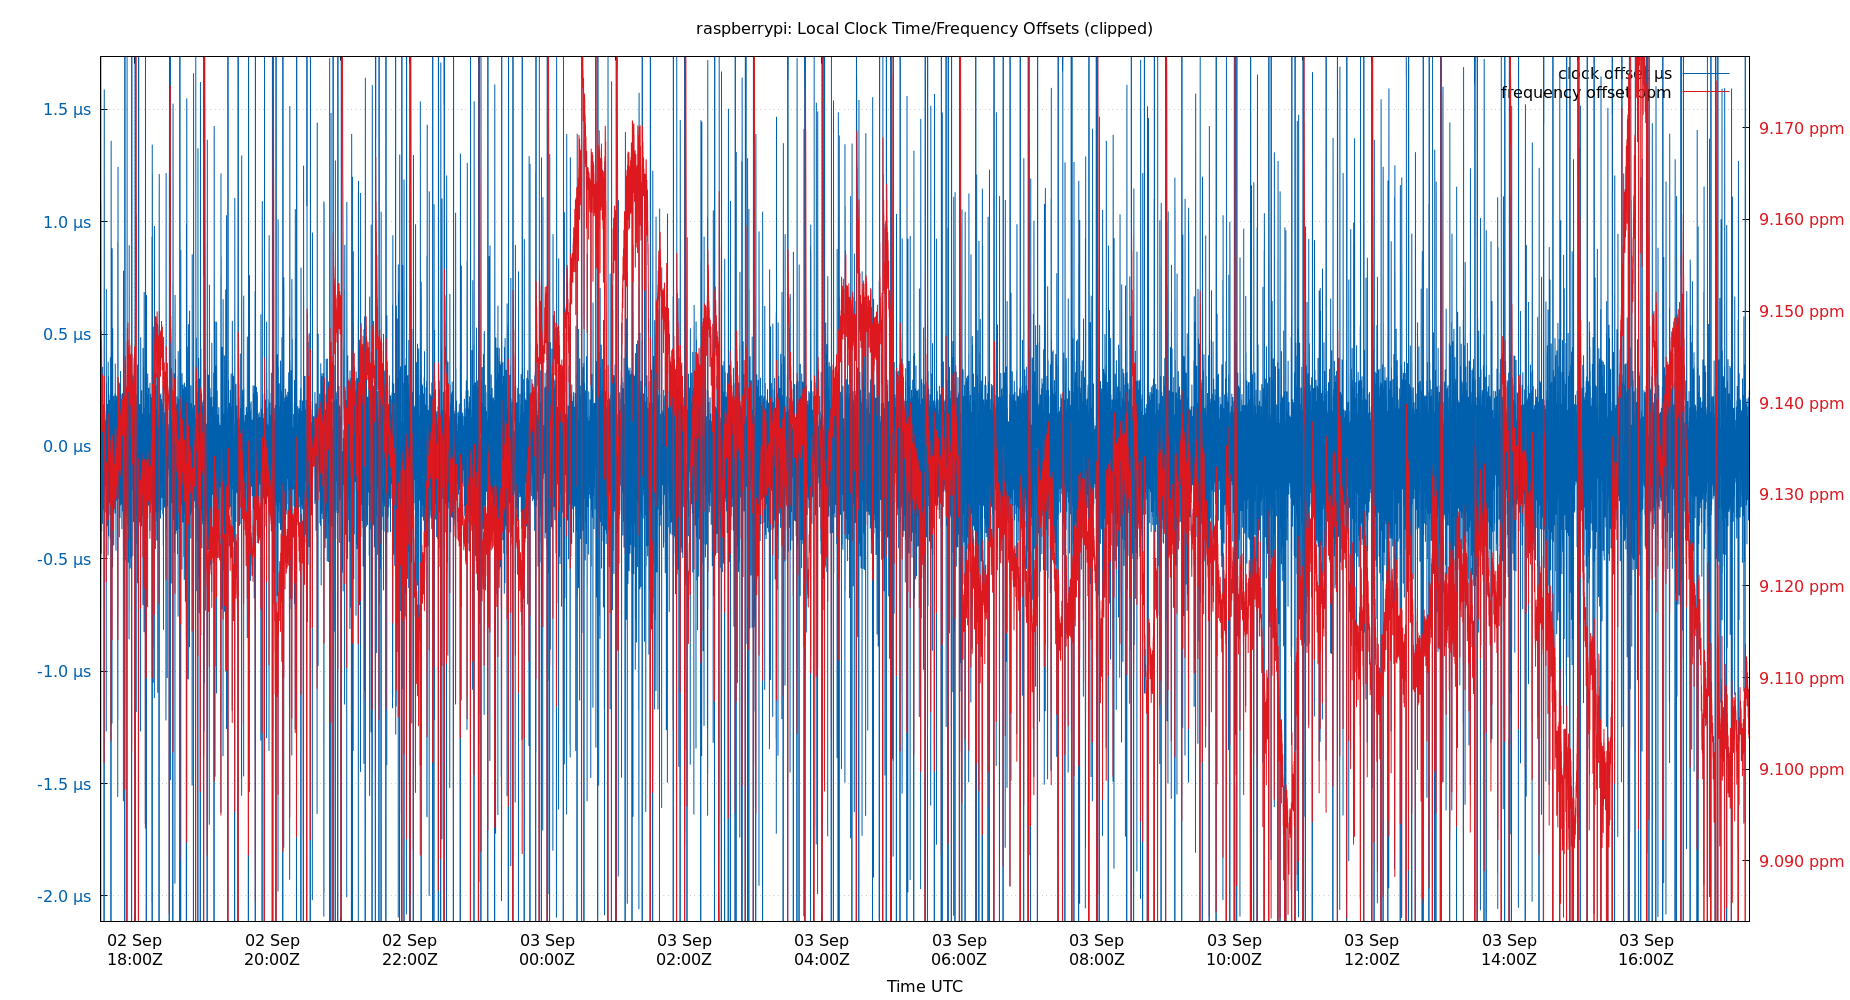 raspberrypi: Local Clock Time/Frequency Offsets (clipped)
clock offset µs
frequency offset ppm
1.5 µs
1.0 µs
0.5 µs
0.0 µs
-0.5 µs
-1.0 µs
-1.5 µs
-2.0 µs
9.170 ppm
9.160 ppm
9.150 ppm
9.140 ppm
9.130 ppm
9.120 ppm
9.110 ppm
9.100 ppm
9.090 ppm
02 Sep 02 Sep 02 Sep 03 Sep 03 Sep 03 Sep 03 Sep 03 Sep 03 Sep 03 Sep 03 Sep 03 Sep
18:00Z 20:00Z 22:00Z 00:00Z 02:00Z 04:00Z 06:00Z 08:00Z 10:00Z 12:00Z 14:00Z 16:00Z
Time UTC